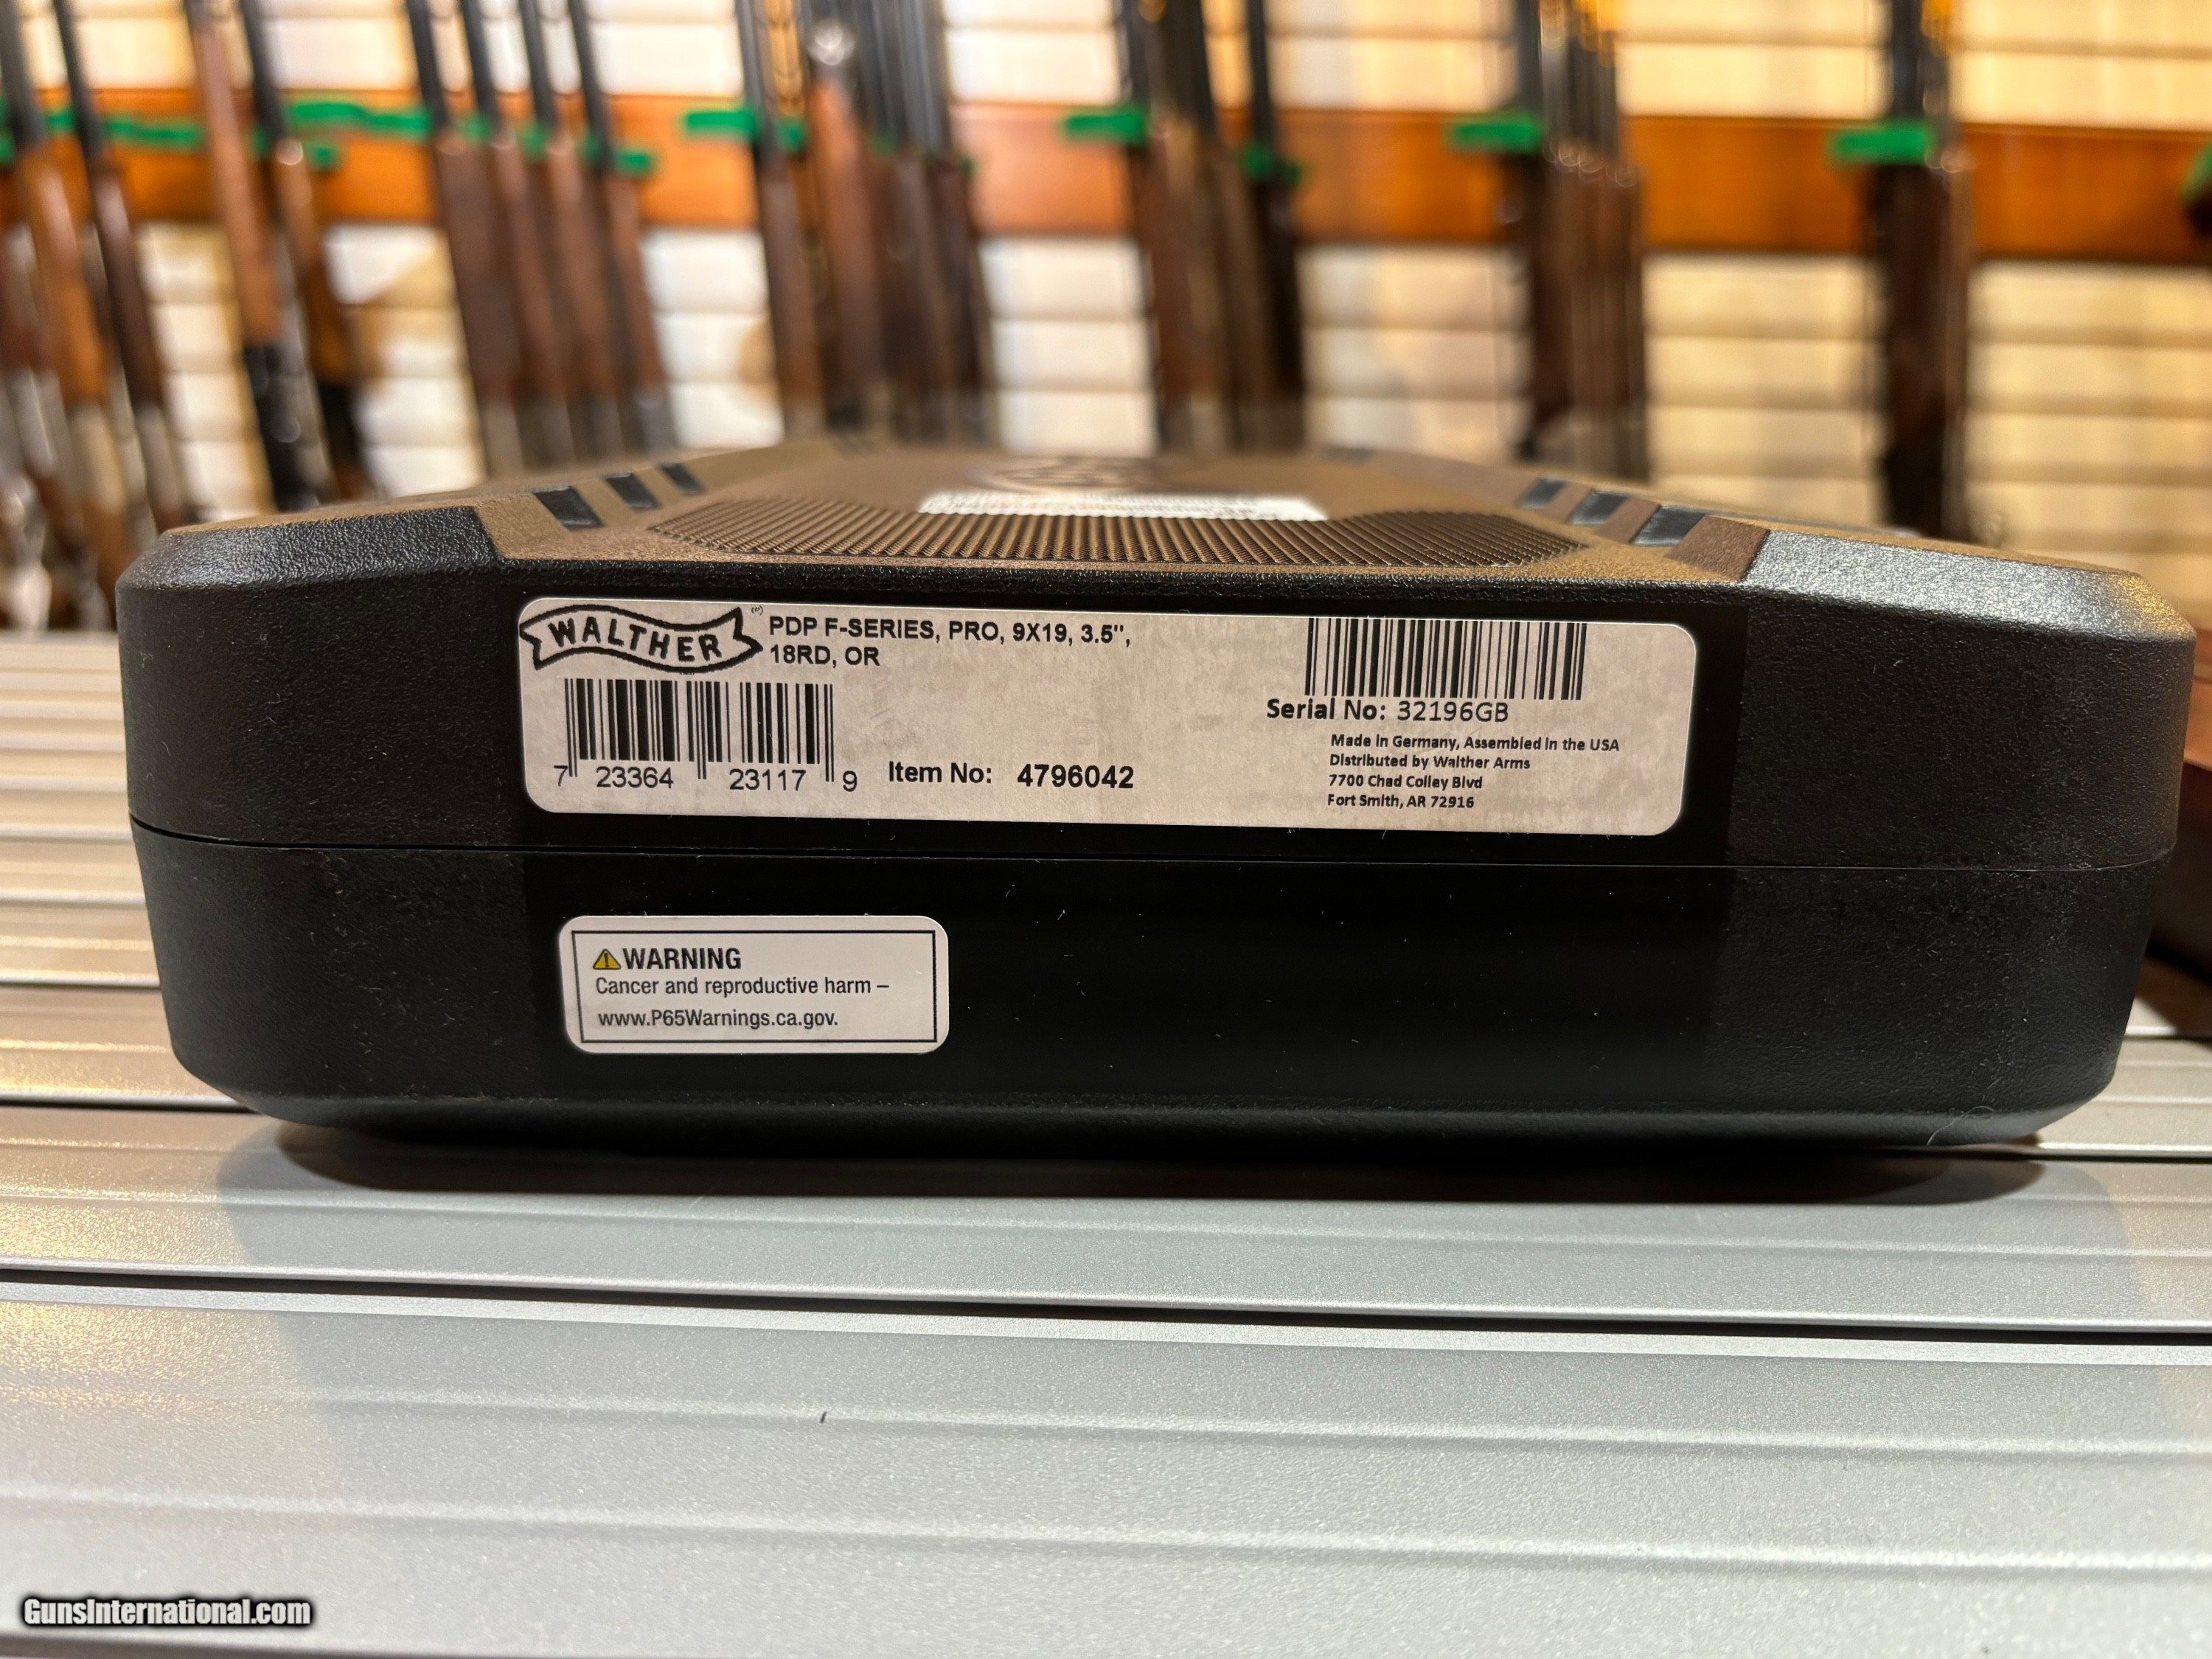 WALTHER
PDP F-SERIES, PRO, 9X19, 3.5",
18RD, OR
7 23364 23117 9
Item No: 4796042
Serial No: 32196GB
Made in Germany, Assembled in the USA
Distributed by Walther Arms
7700 Chad Colley Blvd
Fort Smith, AR 72916
WARNING
Cancer and reproductive harm –
www.P65Warnings.ca.gov.
GunsInternational.com